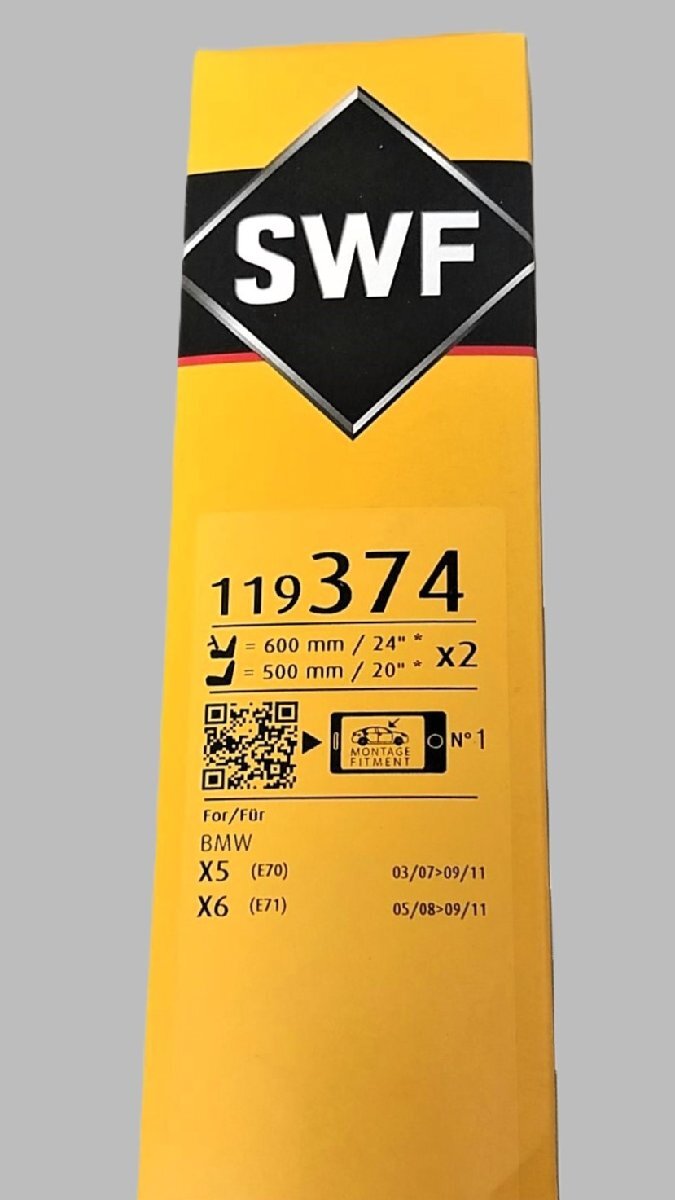 SWF
119374
= 600 mm / 24" *
= 500 mm / 20" *
x2
MONTAGE
FITMENT
N° 1
For/Für
BMW
X5 (E70) 03/07>09/11
X6 (E71) 05/08>09/11